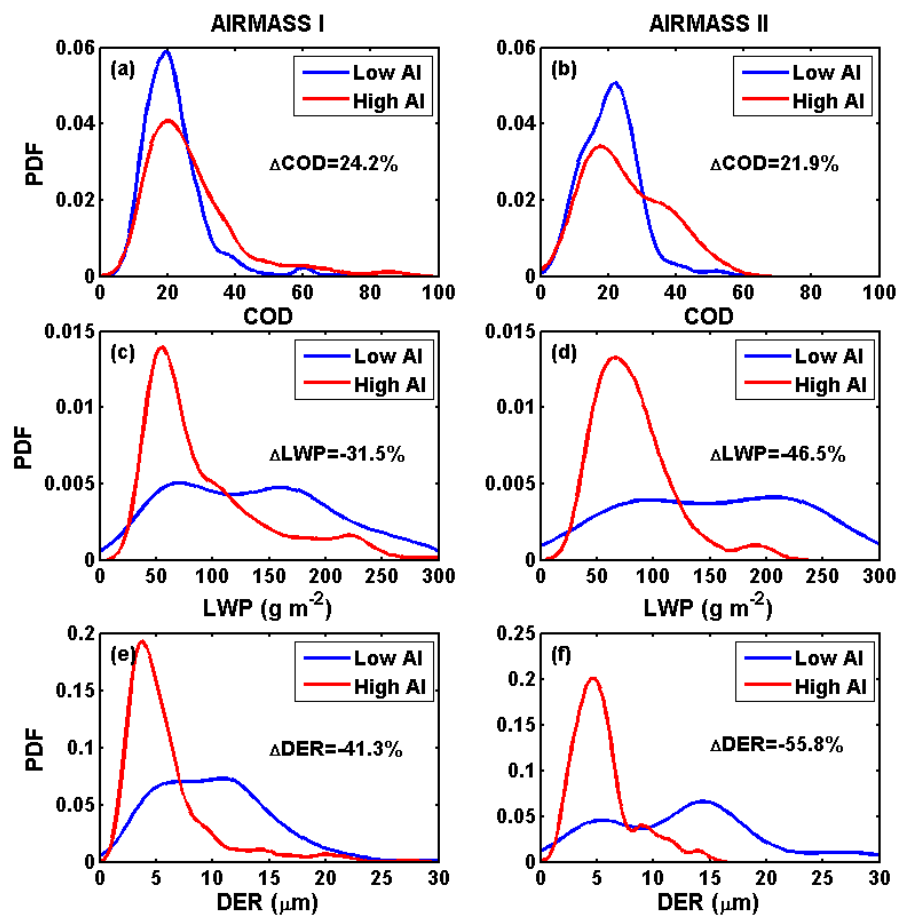 AIRMASS I
AIRMASS II
(a)
Low AI
High AI
ΔCOD=24.2%
PDF
0.06
0.04
0.02
0
0 20 40 60 80 100
COD
(b)
Low AI
High AI
ΔCOD=21.9%
0.06
0.04
0.02
0
0 20 40 60 80 100
COD
(c)
Low AI
High AI
ΔLWP=-31.5%
PDF
0.015
0.01
0.005
0
0 50 100 150 200 250 300
LWP (g m⁻²)
(d)
Low AI
High AI
ΔLWP=-46.5%
0.015
0.01
0.005
0
0 50 100 150 200 250 300
LWP (g m⁻²)
(e)
Low AI
High AI
ΔDER=-41.3%
PDF
0.2
0.15
0.1
0.05
0
0 5 10 15 20 25 30
DER (μm)
(f)
Low AI
High AI
ΔDER=-55.8%
0.25
0.2
0.15
0.1
0.05
0
0 5 10 15 20 25 30
DER (μm)